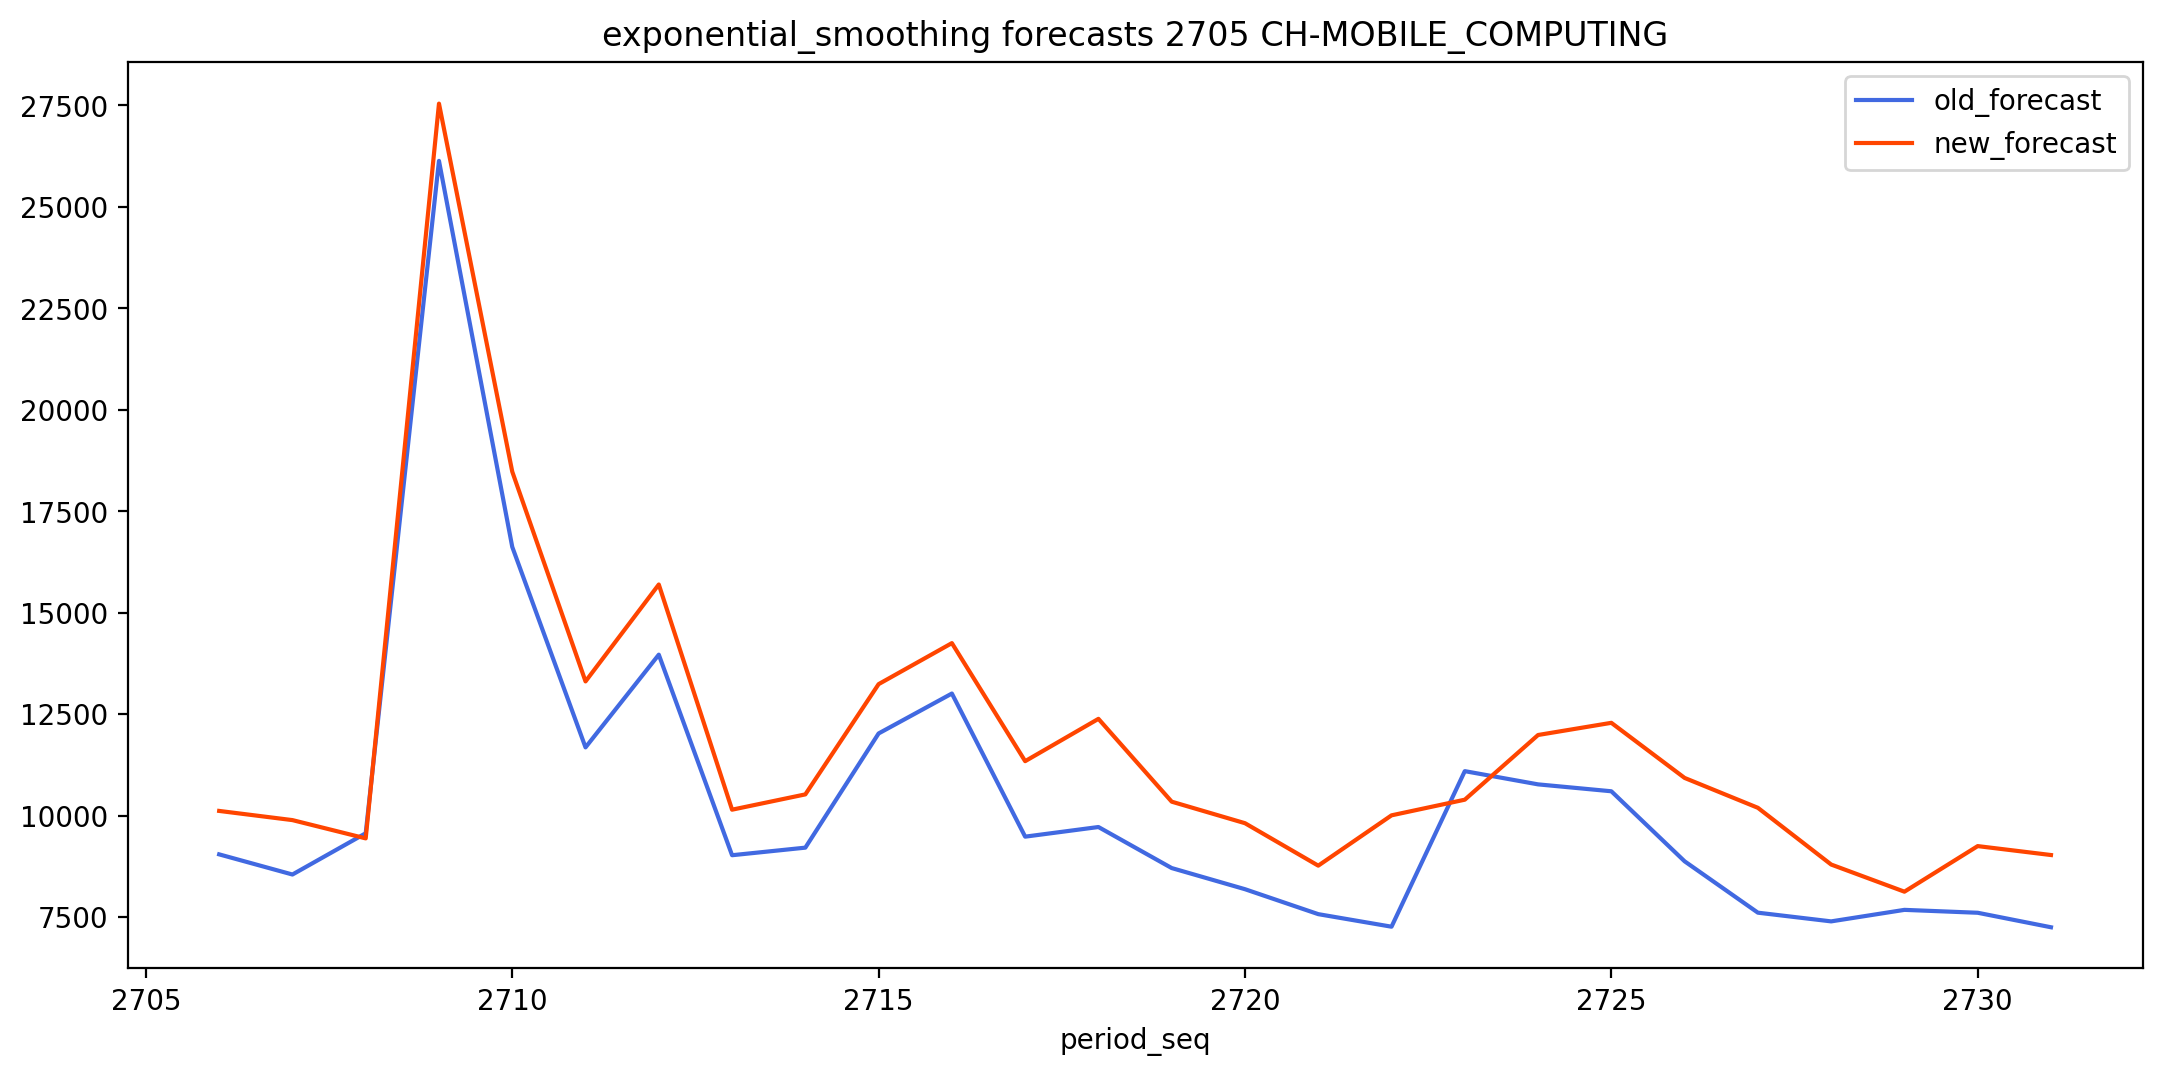 exponential_smoothing forecasts 2705 CH-MOBILE_COMPUTING
old_forecast
new_forecast
27500
25000
22500
20000
17500
15000
12500
10000
7500
2705 2710 2715 2720 2725 2730
period_seq